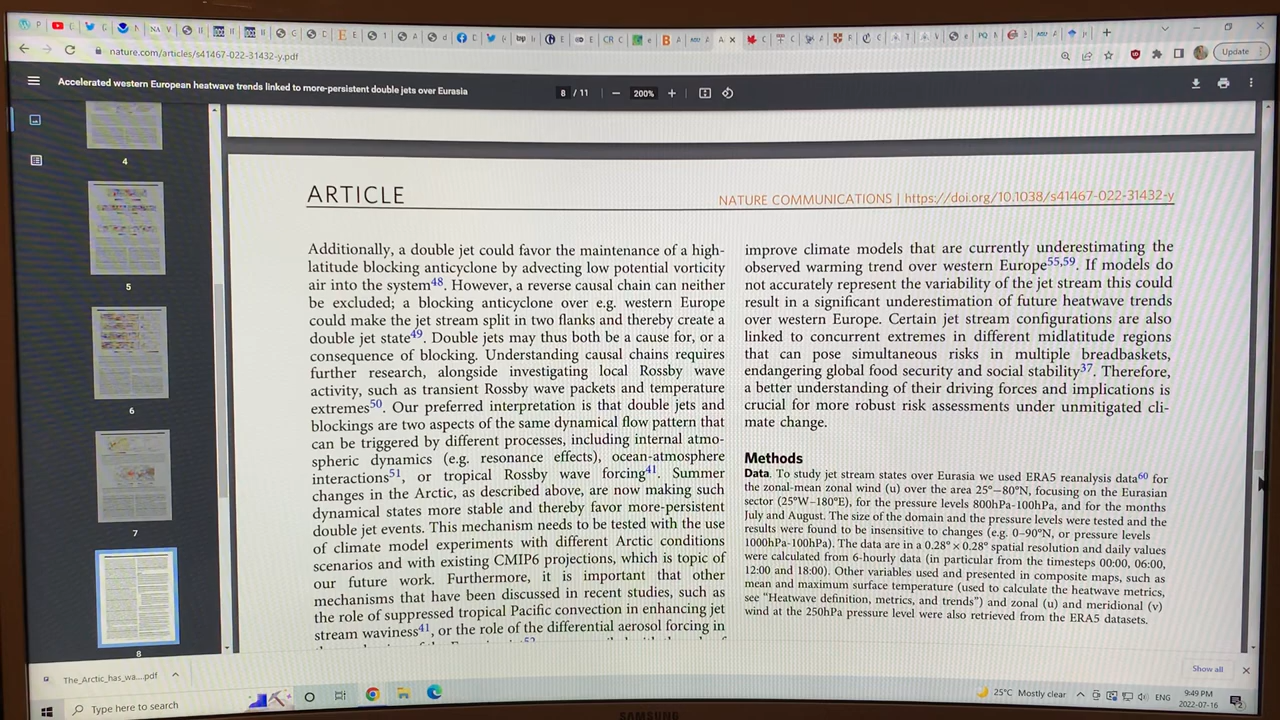 nature.com/articles/s41467-022-31432-y.pdf
Update
Accelerated western European heatwave trends linked to more-persistent double jets over Eurasia
8 / 11
200%
4
5
6
7
8
ARTICLE
NATURE COMMUNICATIONS | https://doi.org/10.1038/s41467-022-31432-y
Additionally, a double jet could favor the maintenance of a high-
latitude blocking anticyclone by advecting low potential vorticity
air into the system48. However, a reverse causal chain can neither
be excluded; a blocking anticyclone over e.g. western Europe
could make the jet stream split in two flanks and thereby create a
double jet state49. Double jets may thus both be a cause for, or a
consequence of blocking. Understanding causal chains requires
further research, alongside investigating local Rossby wave
activity, such as transient Rossby wave packets and temperature
extremes50. Our preferred interpretation is that double jets and
blockings are two aspects of the same dynamical flow pattern that
can be triggered by different processes, including internal atmo-
spheric dynamics (e.g. resonance effects), ocean-atmosphere
interactions51, or tropical Rossby wave forcing41. Summer
changes in the Arctic, as described above, are now making such
dynamical states more stable and thereby favor more-persistent
double jet events. This mechanism needs to be tested with the use
of climate model experiments with different Arctic conditions
scenarios and with existing CMIP6 projections, which is topic of
our future work. Furthermore, it is important that other
mechanisms that have been discussed in recent studies, such as
the role of suppressed tropical Pacific convection in enhancing jet
stream waviness41, or the role of the differential aerosol forcing in
improve climate models that are currently underestimating the
observed warming trend over western Europe55,59. If models do
not accurately represent the variability of the jet stream this could
result in a significant underestimation of future heatwave trends
over western Europe. Certain jet stream configurations are also
linked to concurrent extremes in different midlatitude regions
that can pose simultaneous risks in multiple breadbaskets,
endangering global food security and social stability37. Therefore,
a better understanding of their driving forces and implications is
crucial for more robust risk assessments under unmitigated cli-
mate change.
Methods
Data. To study jet stream states over Eurasia we used ERA5 reanalysis data60 for
the zonal-mean zonal wind (u) over the area 25°–80°N, focusing on the Eurasian
sector (25°W–180°E), for the pressure levels 800hPa-100hPa, and for the months
July and August. The size of the domain and the pressure levels were tested and the
results were found to be insensitive to changes (e.g. 0–90°N, or pressure levels
1000hPa-100hPa). The data are in a 0.28° × 0.28° spatial resolution and daily values
were calculated from 6-hourly data (in particular from the timesteps 00:00, 06:00,
12:00 and 18:00). Other variables used and presented in composite maps, such as
mean and maximum surface temperature (used to calculate the heatwave metrics,
see "Heatwave definition, metrics, and trends") and zonal (u) and meridional (v)
wind at the 250hPa pressure level were also retrieved from the ERA5 datasets.
The_Arctic_has_wa....pdf
Show all
Type here to search
25°C Mostly clear
ENG
9:49 PM
2022-07-16
SAMSUNG